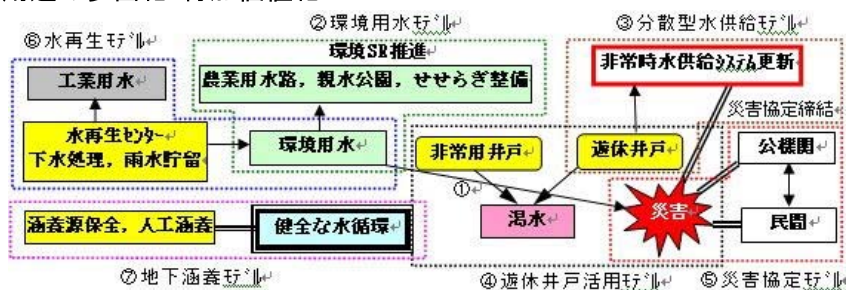 ⑥水再生ﾓﾃﾞﾙ
②環境用水ﾓﾃﾞﾙ
③分散型水供給ﾓﾃﾞﾙ
環境SR推進
工業用水
農業用水路，親水公園，せせらぎ整備
非常時水供給ｼｽﾃﾑ更新
災害協定締結
水再生ｾﾝﾀｰ
下水処理，雨水貯留
環境用水
非常用井戸
遊休井戸
公機関
①
渇水
災害
民間
涵養源保全，人工涵養
健全な水循環
⑦地下涵養ﾓﾃﾞﾙ
④遊休井戸活用ﾓﾃﾞﾙ
⑤災害協定ﾓﾃﾞﾙ